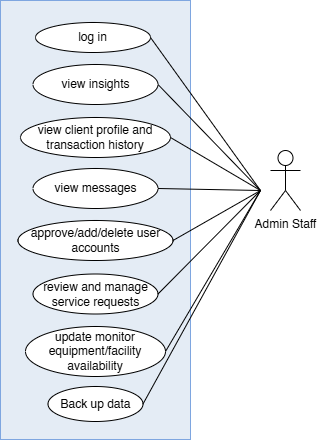 log in
view insights
view client profile and
transaction history
view messages
approve/add/delete user
accounts
review and manage
service requests
update monitor
equipment/facility
availability
Back up data
Admin Staff